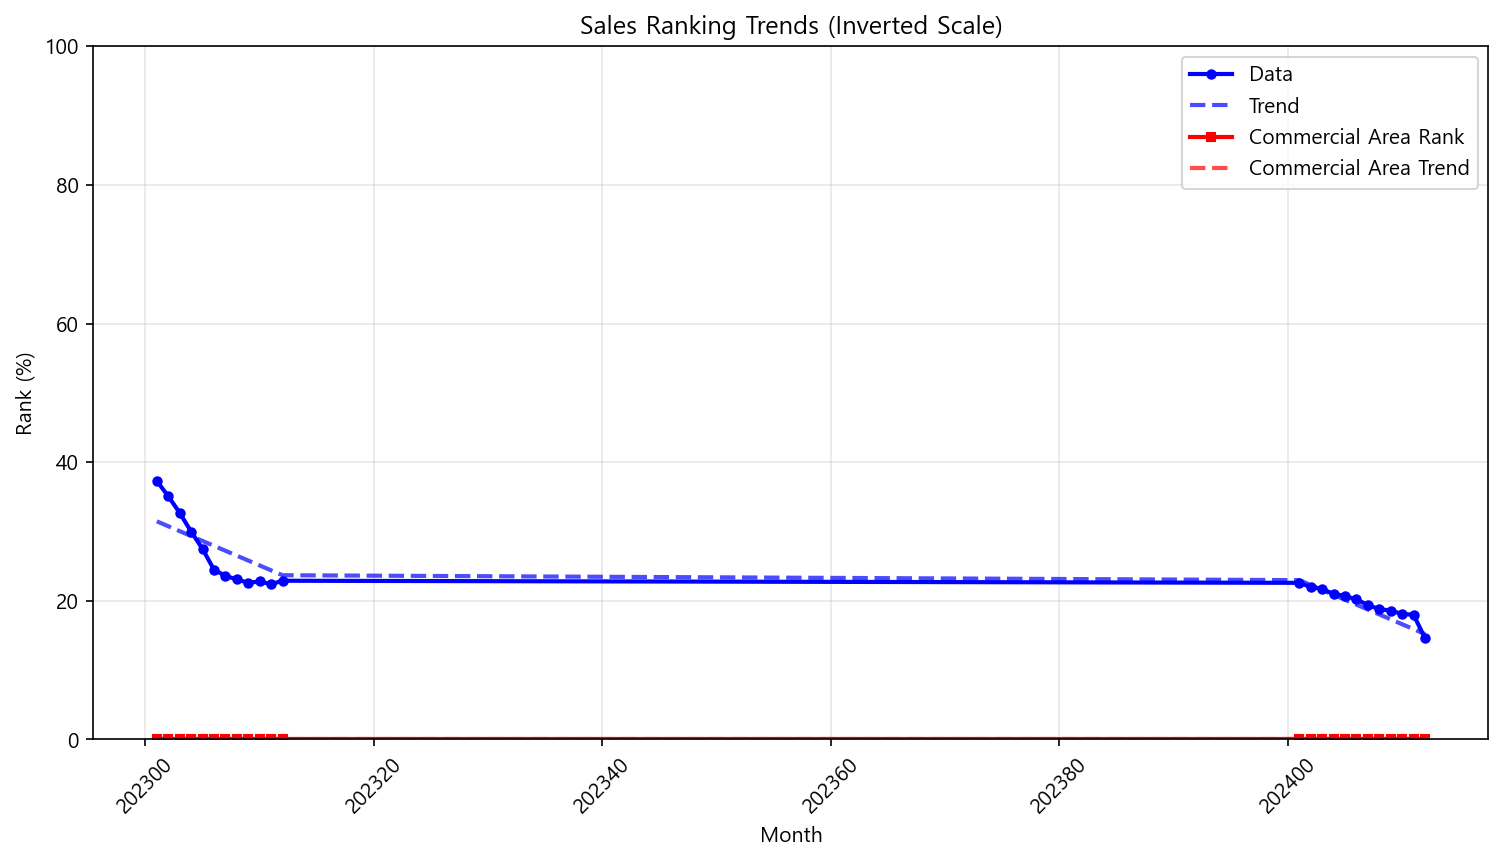 Sales Ranking Trends (Inverted Scale)
100
80
60
40
20
0
Rank (%)
Data
Trend
Commercial Area Rank
Commercial Area Trend
202300
202320
202340
202360
202380
202400
Month